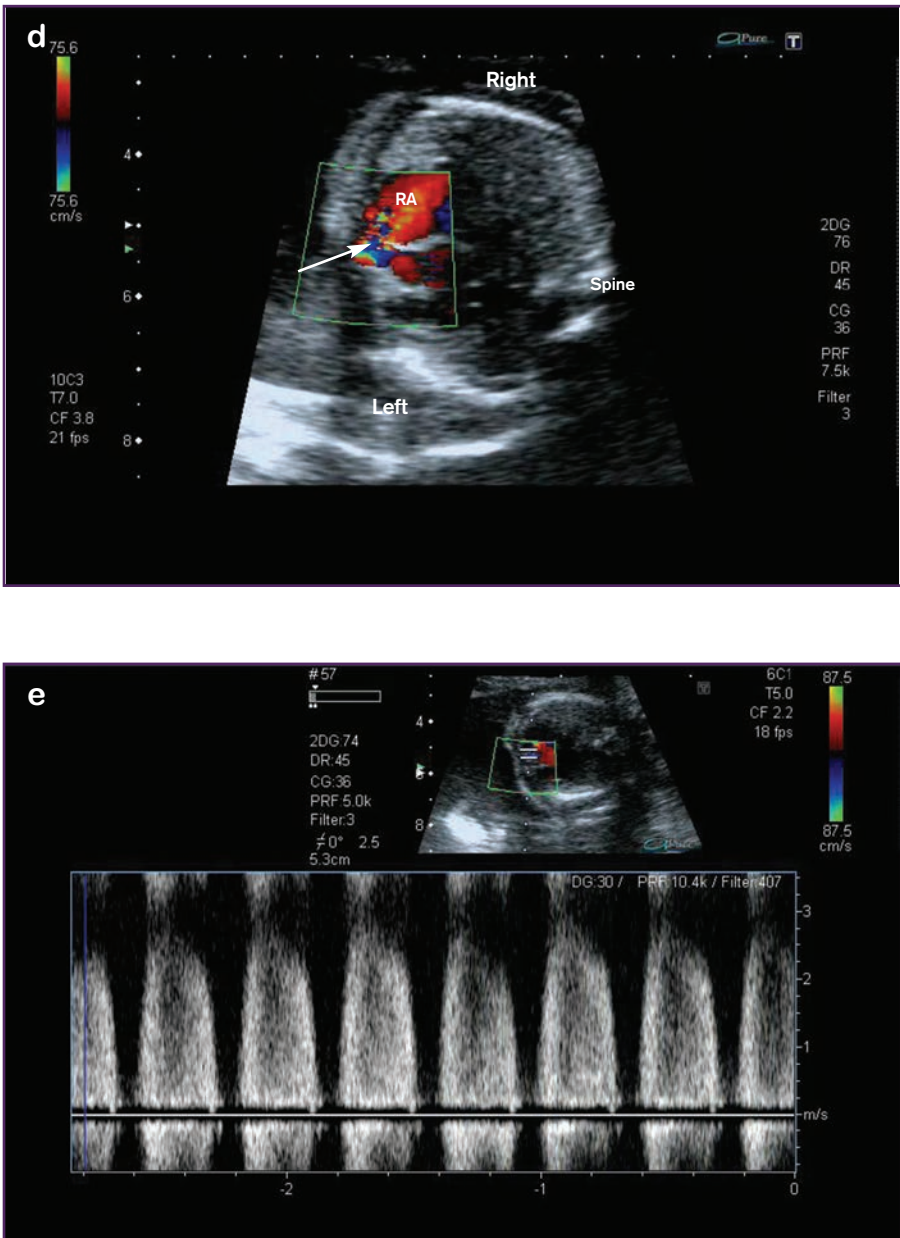 d
75.6
75.6
cm/s
aPure
T
Right
RA
Spine
Left
4
6
8
10C3
T7.0
CF 3.8
21 fps
2DG
76
DR
45
CG
36
PRF
7.5k
Filter
3
e
#57
2DG:74
DR:45
CG:36
PRF:5.0k
Filter:3
≠0° 2.5
5.3cm
4
8
6C1
T5.0
CF 2.2
18 fps
87.5
87.5
cm/s
aPure
DG:30 / PRF:10.4k / Filter:407
3
2
1
m/s
-2
-1
0